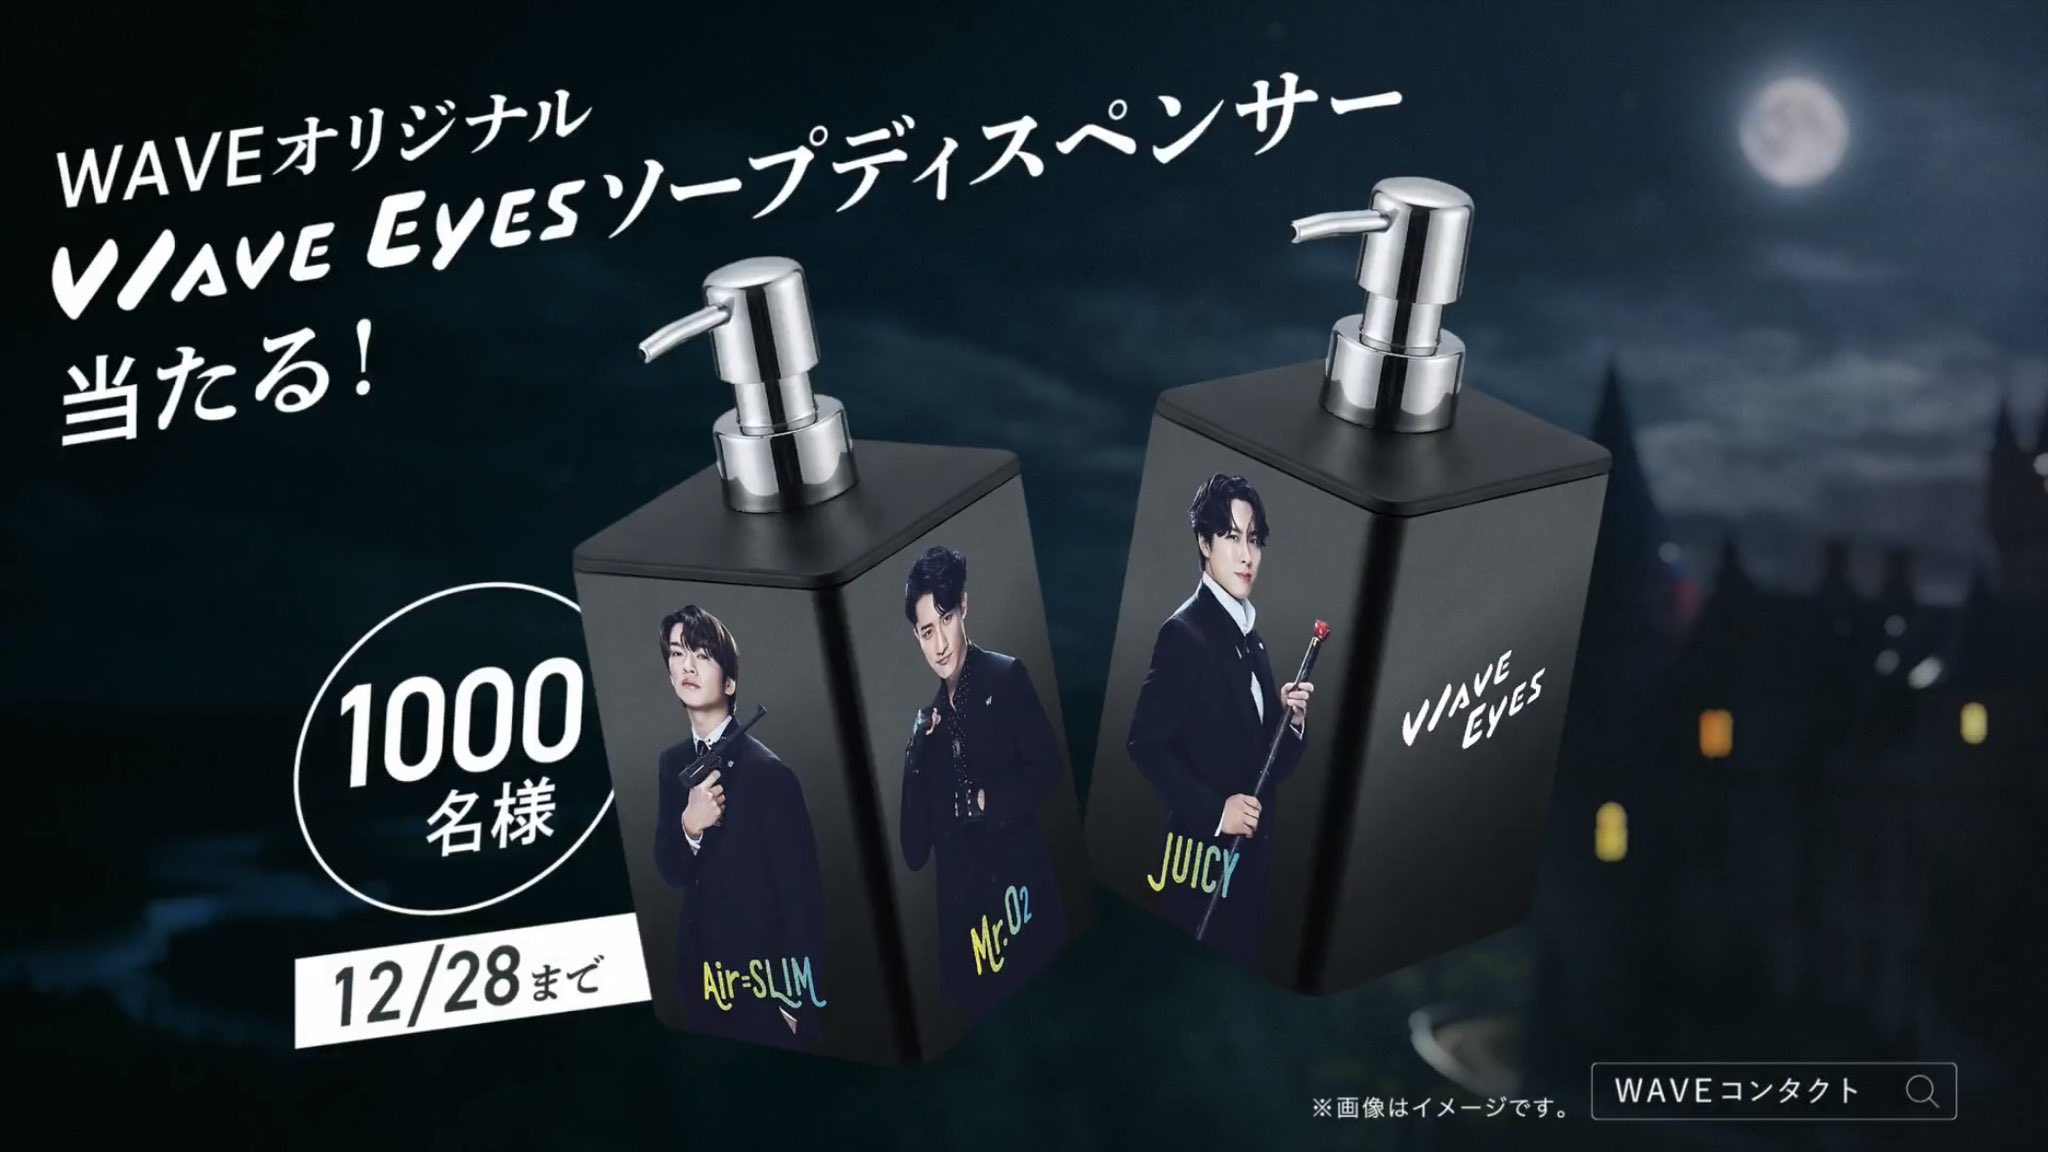 WAVEオリジナル
WAVE EYESソープディスペンサー
当たる!
1000
名様
12/28まで
Air=SLIM
Mr.O2
JUICY
WAVE
EYES
※画像はイメージです。
WAVEコンタクト